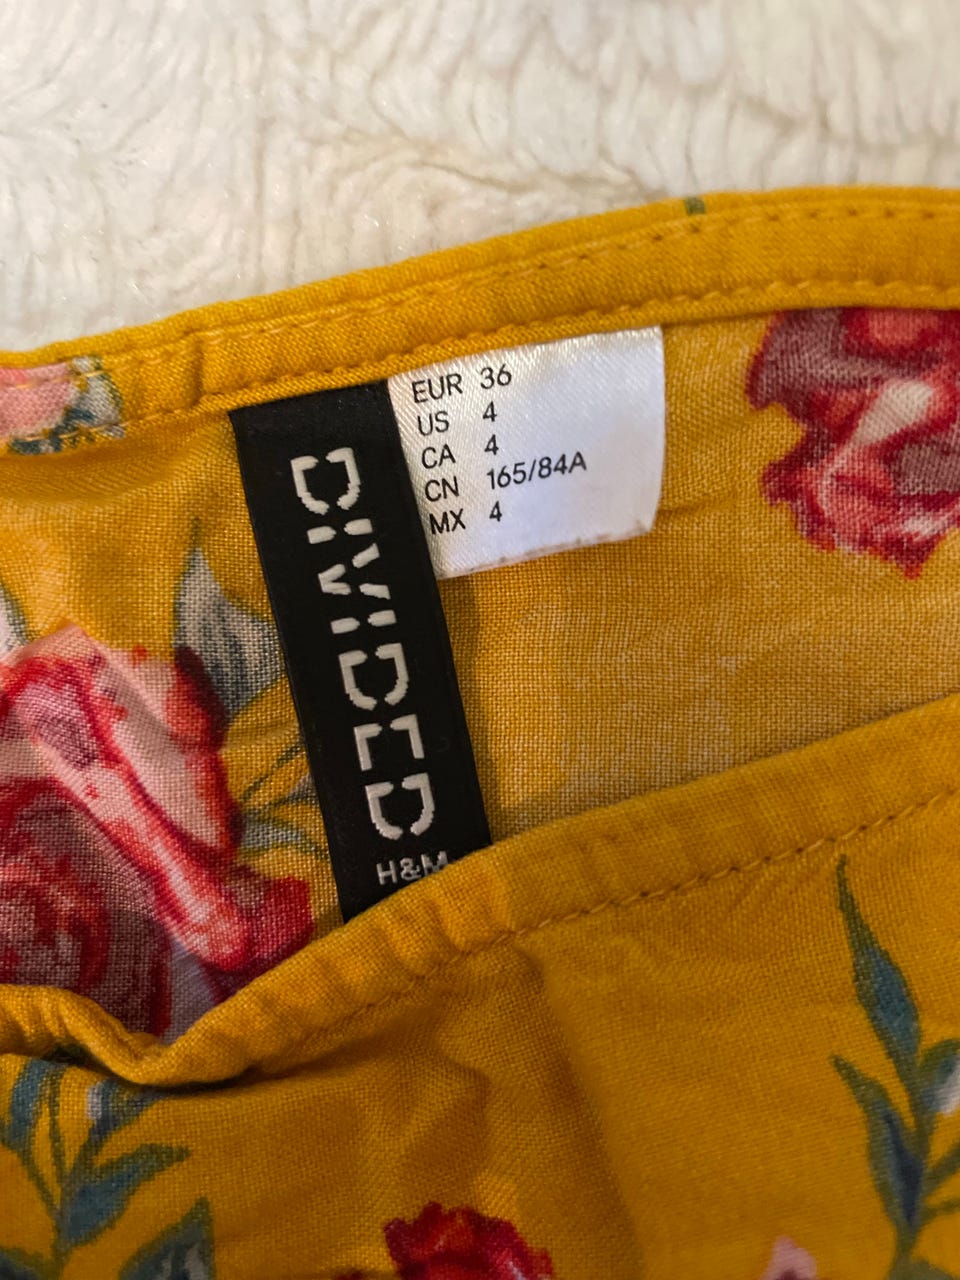 EUR 36
US 4
CA 4
CN 165/84A
MX 4
DIVIDED
H&M